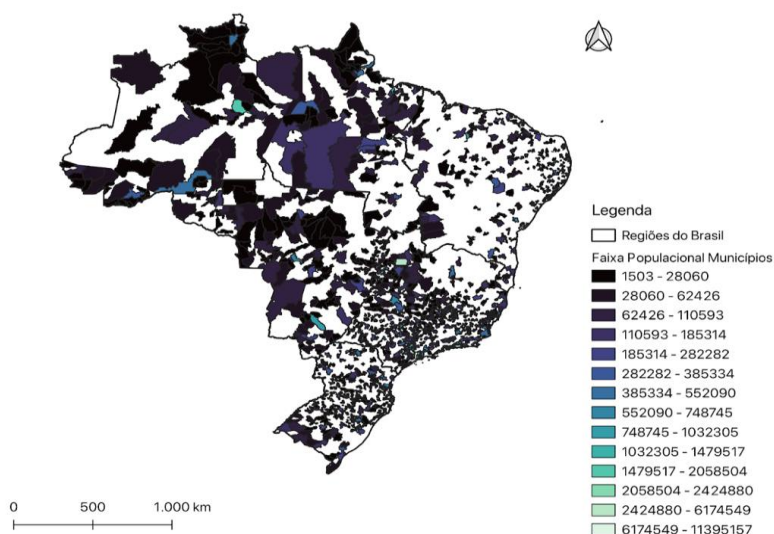 Legenda
Regiões do Brasil
Faixa Populacional Municípios
1503 - 28060
28060 - 62426
62426 - 110593
110593 - 185314
185314 - 282282
282282 - 385334
385334 - 552090
552090 - 748745
748745 - 1032305
1032305 - 1479517
1479517 - 2058504
2058504 - 2424880
2424880 - 6174549
6174549 - 11395157
0 500 1.000 km